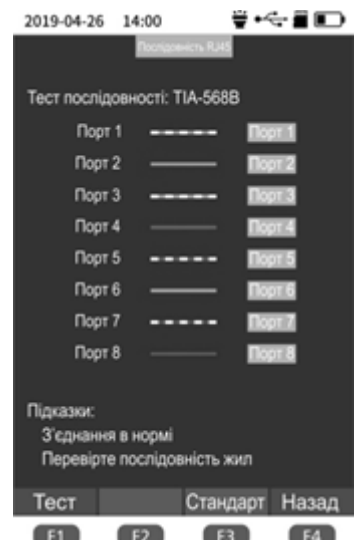 2019-04-26 14:00
Послідовність RJ45
Тест послідовності: TIA-568B
Порт 1 Порт 1
Порт 2 Порт 2
Порт 3 Порт 3
Порт 4 Порт 4
Порт 5 Порт 5
Порт 6 Порт 6
Порт 7 Порт 7
Порт 8 Порт 8
Підказки:
З'єднання в нормі
Перевірте послідовність жил
Тест Стандарт Назад
F1 F2 F3 F4